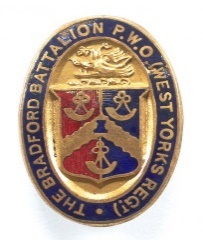 · THE BRADFORD BATTALION P.W.O. (WEST YORKS REGT)